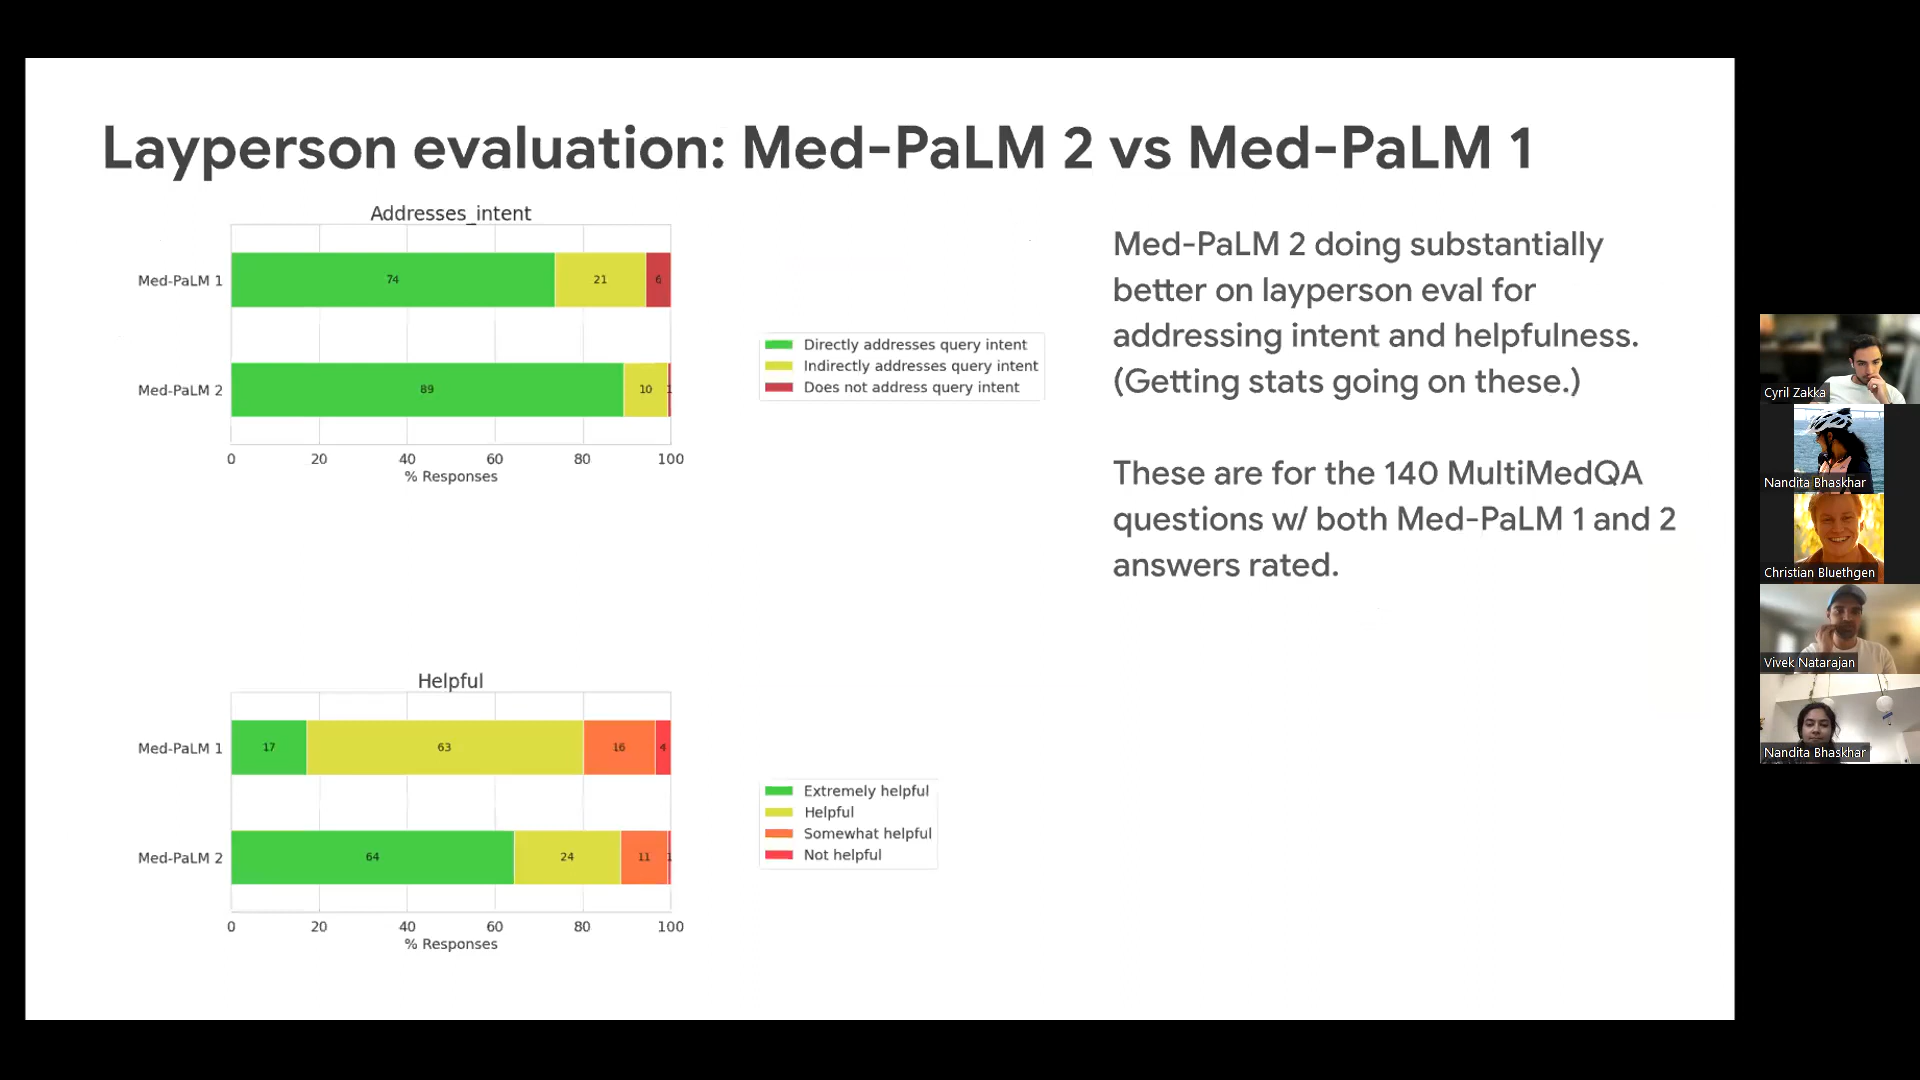 Layperson evaluation: Med-PaLM 2 vs Med-PaLM 1
Addresses_intent
Med-PaLM 1
74
21
6
Med-PaLM 2
89
10
1
0 20 40 60 80 100
% Responses
Directly addresses query intent
Indirectly addresses query intent
Does not address query intent
Med-PaLM 2 doing substantially
better on layperson eval for
addressing intent and helpfulness.
(Getting stats going on these.)
These are for the 140 MultiMedQA
questions w/ both Med-PaLM 1 and 2
answers rated.
Helpful
Med-PaLM 1
17
63
16
4
Med-PaLM 2
64
24
11
1
0 20 40 60 80 100
% Responses
Extremely helpful
Helpful
Somewhat helpful
Not helpful
Cyril Zakka
Nandita Bhaskhar
Christian Bluethgen
Vivek Natarajan
Nandita Bhaskhar